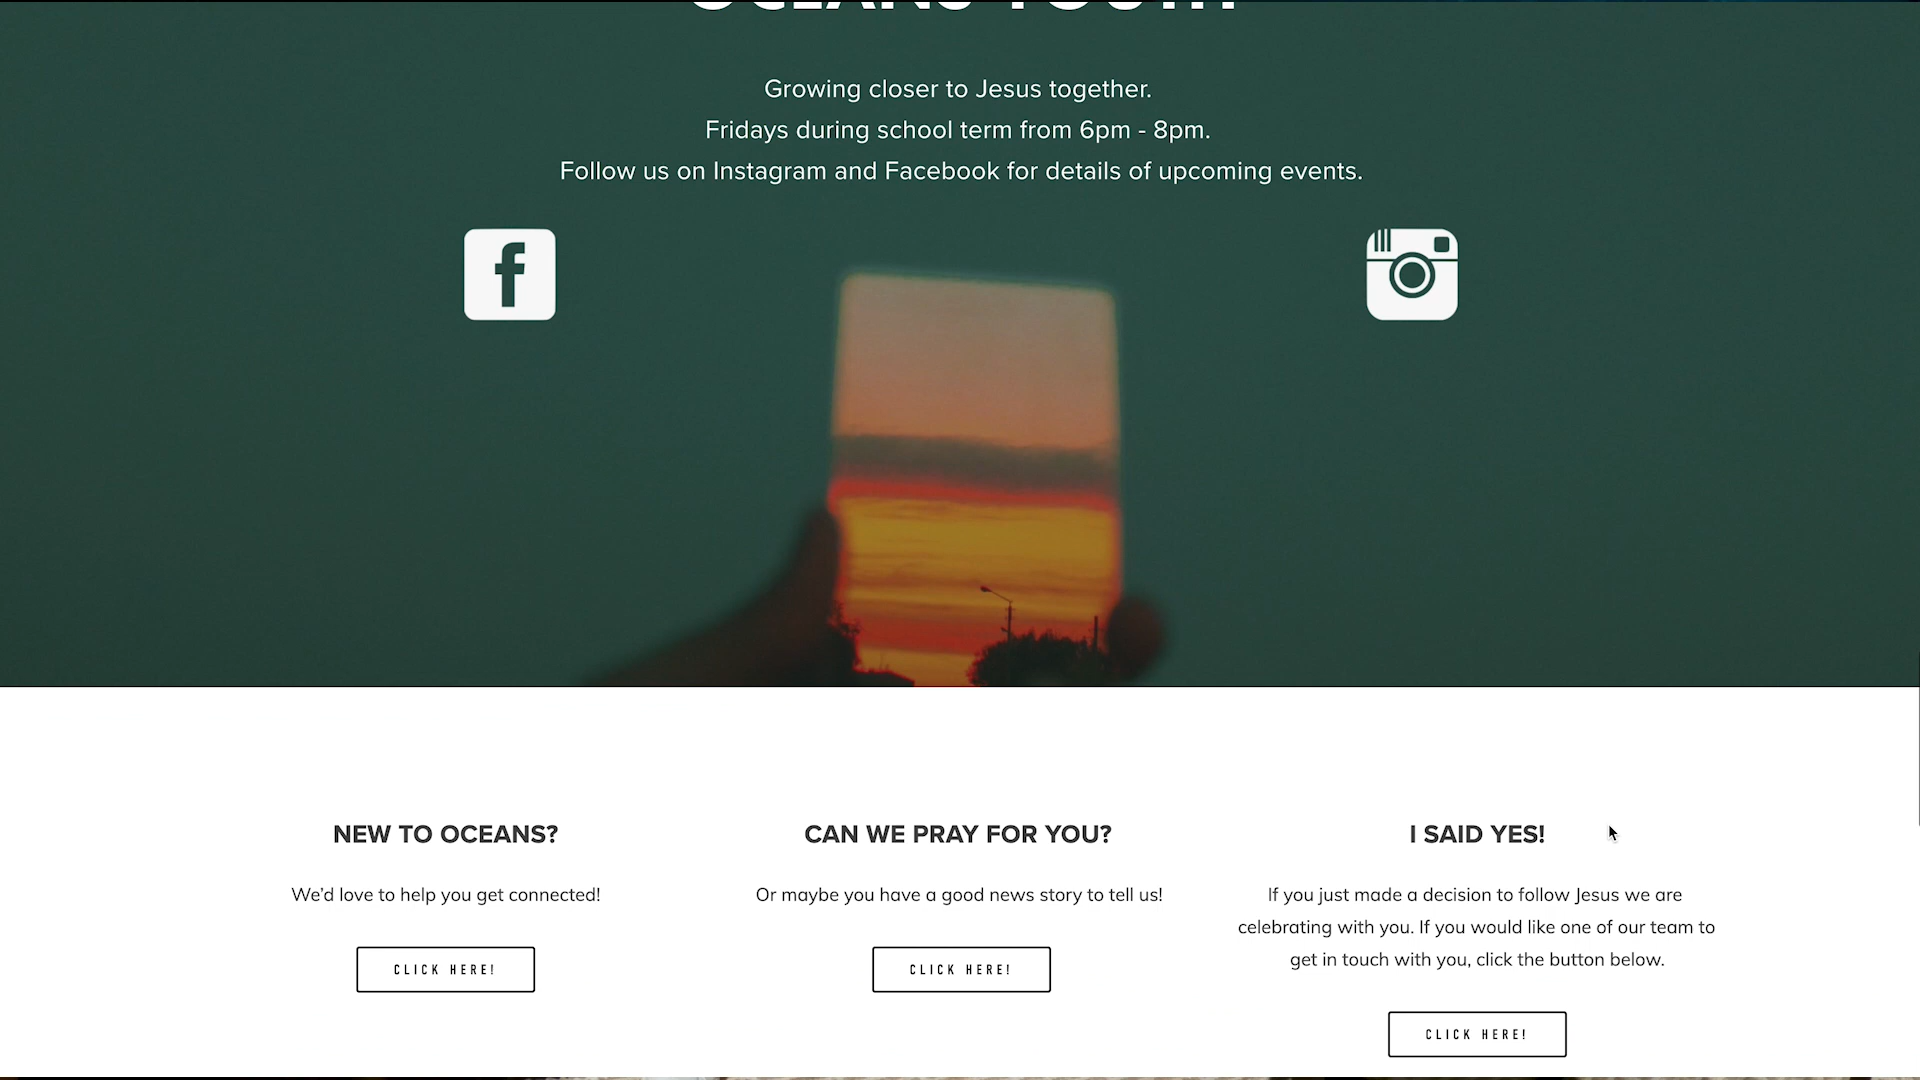 Growing closer to Jesus together.
Fridays during school term from 6pm - 8pm.
Follow us on Instagram and Facebook for details of upcoming events.
NEW TO OCEANS?
We'd love to help you get connected!
CLICK HERE!
CAN WE PRAY FOR YOU?
Or maybe you have a good news story to tell us!
CLICK HERE!
I SAID YES!
If you just made a decision to follow Jesus we are
celebrating with you. If you would like one of our team to
get in touch with you, click the button below.
CLICK HERE!